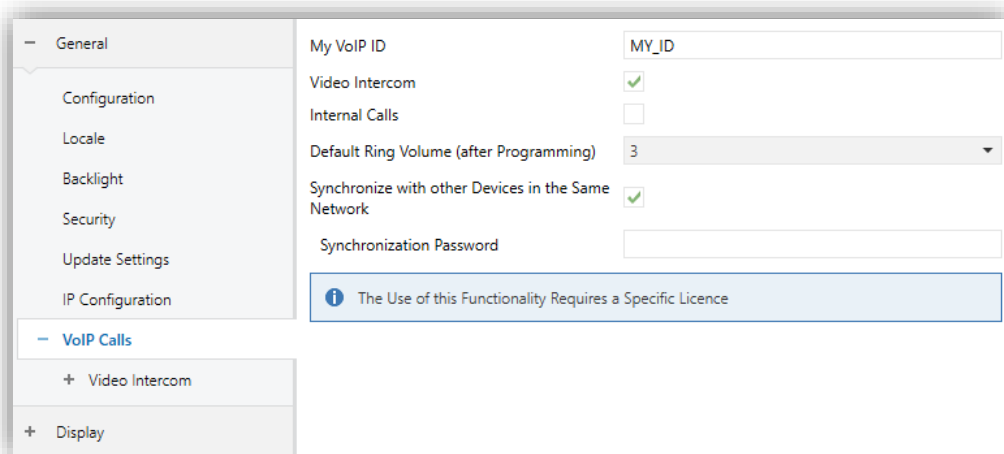 General
Configuration
Locale
Backlight
Security
Update Settings
IP Configuration
VoIP Calls
Video Intercom
Display
My VoIP ID
MY_ID
Video Intercom
Internal Calls
Default Ring Volume (after Programming)
3
Synchronize with other Devices in the Same
Network
Synchronization Password
The Use of this Functionality Requires a Specific Licence